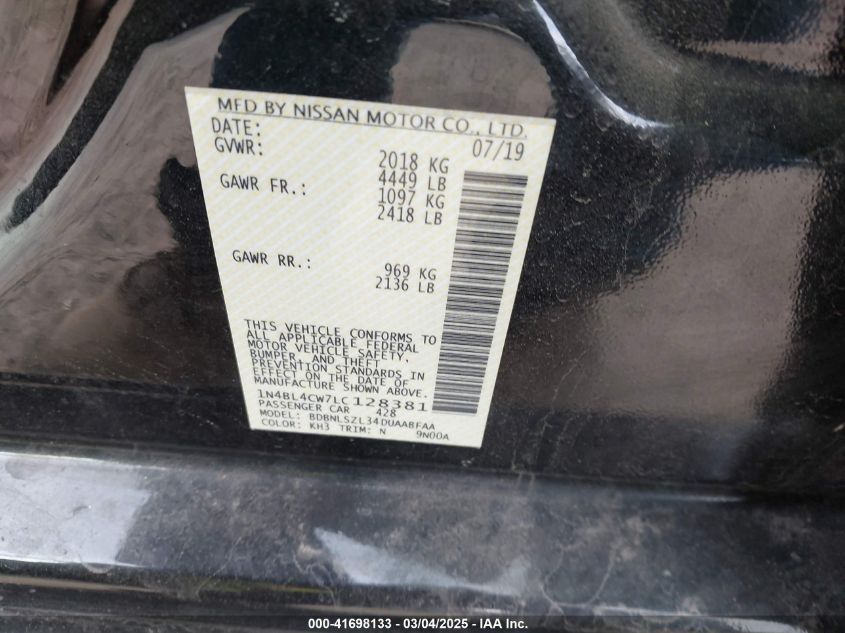 MFD BY NISSAN MOTOR CO., LTD.
DATE: 07/19
GVWR: 2018 KG
4449 LB
GAWR FR.: 1097 KG
2418 LB
GAWR RR.: 969 KG
2136 LB
THIS VEHICLE CONFORMS TO
ALL APPLICABLE FEDERAL
MOTOR VEHICLE SAFETY,
BUMPER, AND THEFT
PREVENTION STANDARDS IN
EFFECT ON THE DATE OF
MANUFACTURE SHOWN ABOVE.
1N4BL4CW7LC128381
PASSENGER CAR 428
MODEL: BDBNLSZL34DUAABFAA
COLOR: KH3 TRIM: N 9N00A
000-41698133 - 03/04/2025 - IAA Inc.